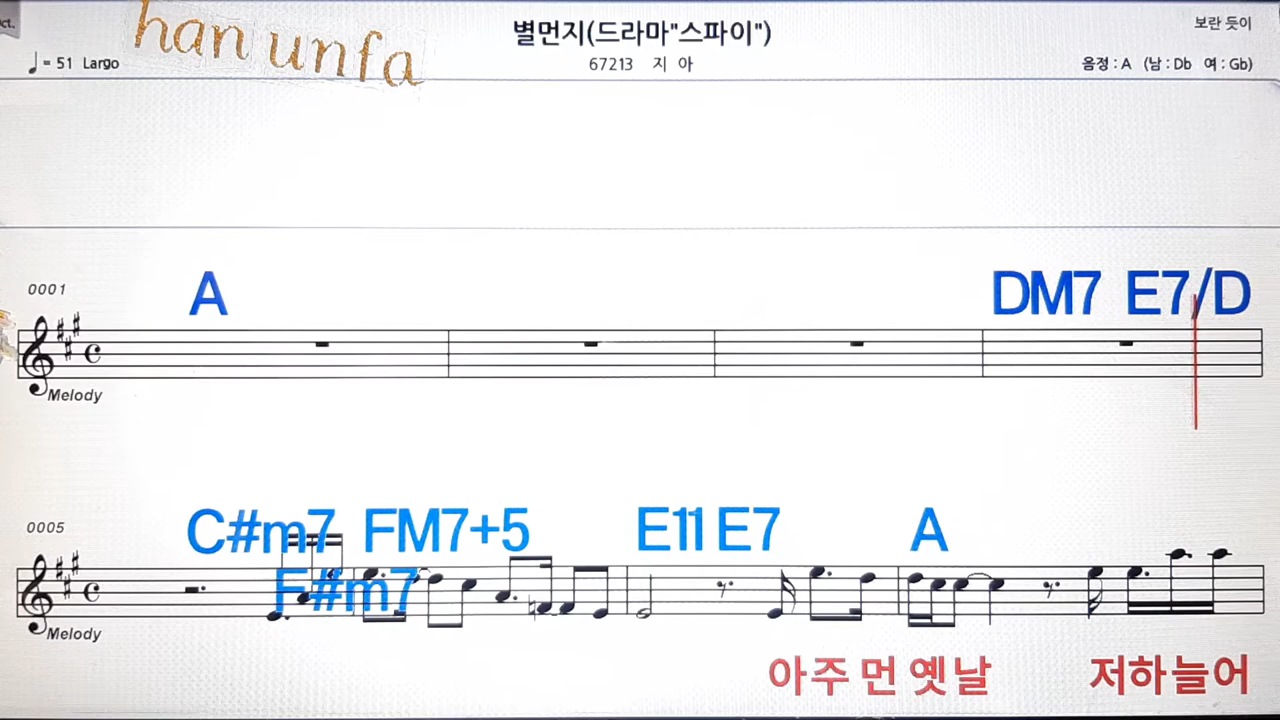 ct.
han unfa
별먼지(드라마"스파이")
보란 듯이
♩= 51 Largo
67213 지 아
음정 : A (남 : Db 여 : Gb)
0001
A DM7 E7/D
Melody
0005
C#m7 FM7+5 E11 E7 A
F#m7
Melody
아주 먼 옛 날 저하늘어